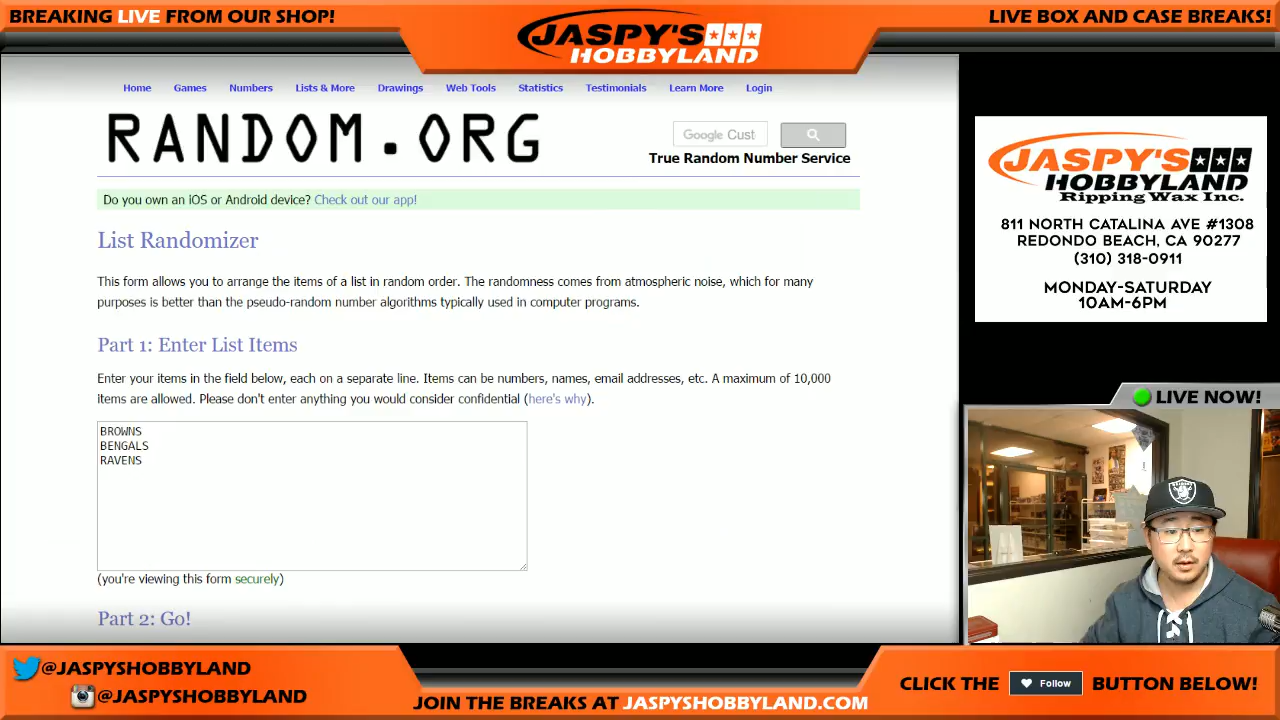 BREAKING LIVE FROM OUR SHOP!
JASPY'S
HOBBYLAND
LIVE BOX AND CASE BREAKS!
Home Games Numbers Lists & More Drawings Web Tools Statistics Testimonials Learn More Login
RANDOM.ORG
Google Cust
True Random Number Service
Do you own an iOS or Android device? Check out our app!
List Randomizer
This form allows you to arrange the items of a list in random order. The randomness comes from atmospheric noise, which for many
purposes is better than the pseudo-random number algorithms typically used in computer programs.
Part 1: Enter List Items
Enter your items in the field below, each on a separate line. Items can be numbers, names, email addresses, etc. A maximum of 10,000
items are allowed. Please don't enter anything you would consider confidential (here's why).
BROWNS
BENGALS
RAVENS
(you're viewing this form securely)
Part 2: Go!
JASPY'S
HOBBYLAND
Ripping Wax Inc.
811 NORTH CATALINA AVE #1308
REDONDO BEACH, CA 90277
(310) 318-0911
MONDAY-SATURDAY
10AM-6PM
LIVE NOW!
@JASPYSHOBBYLAND
@JASPYSHOBBYLAND
JOIN THE BREAKS AT JASPYSHOBBYLAND.COM
CLICK THE Follow BUTTON BELOW!